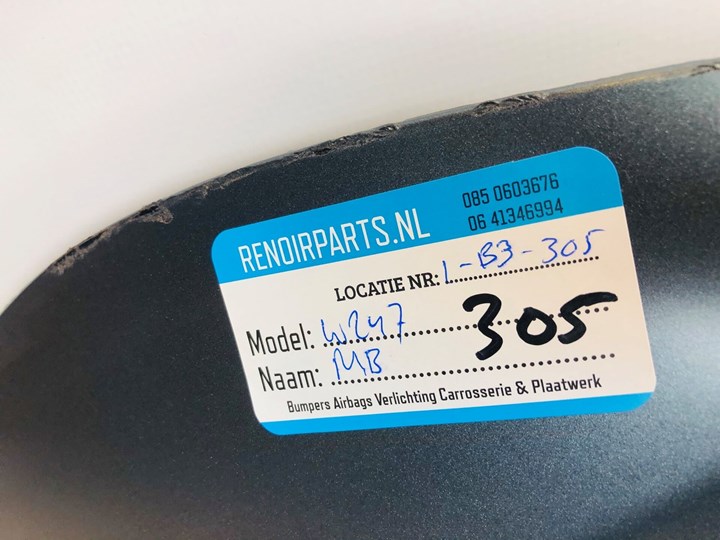 RENOIRPARTS.NL
085 0603676
06 41346994
LOCATIE NR: L-B3-305
Model: W247
305
Naam: MB
Bumpers Airbags Verlichting Carrosserie & Plaatwerk